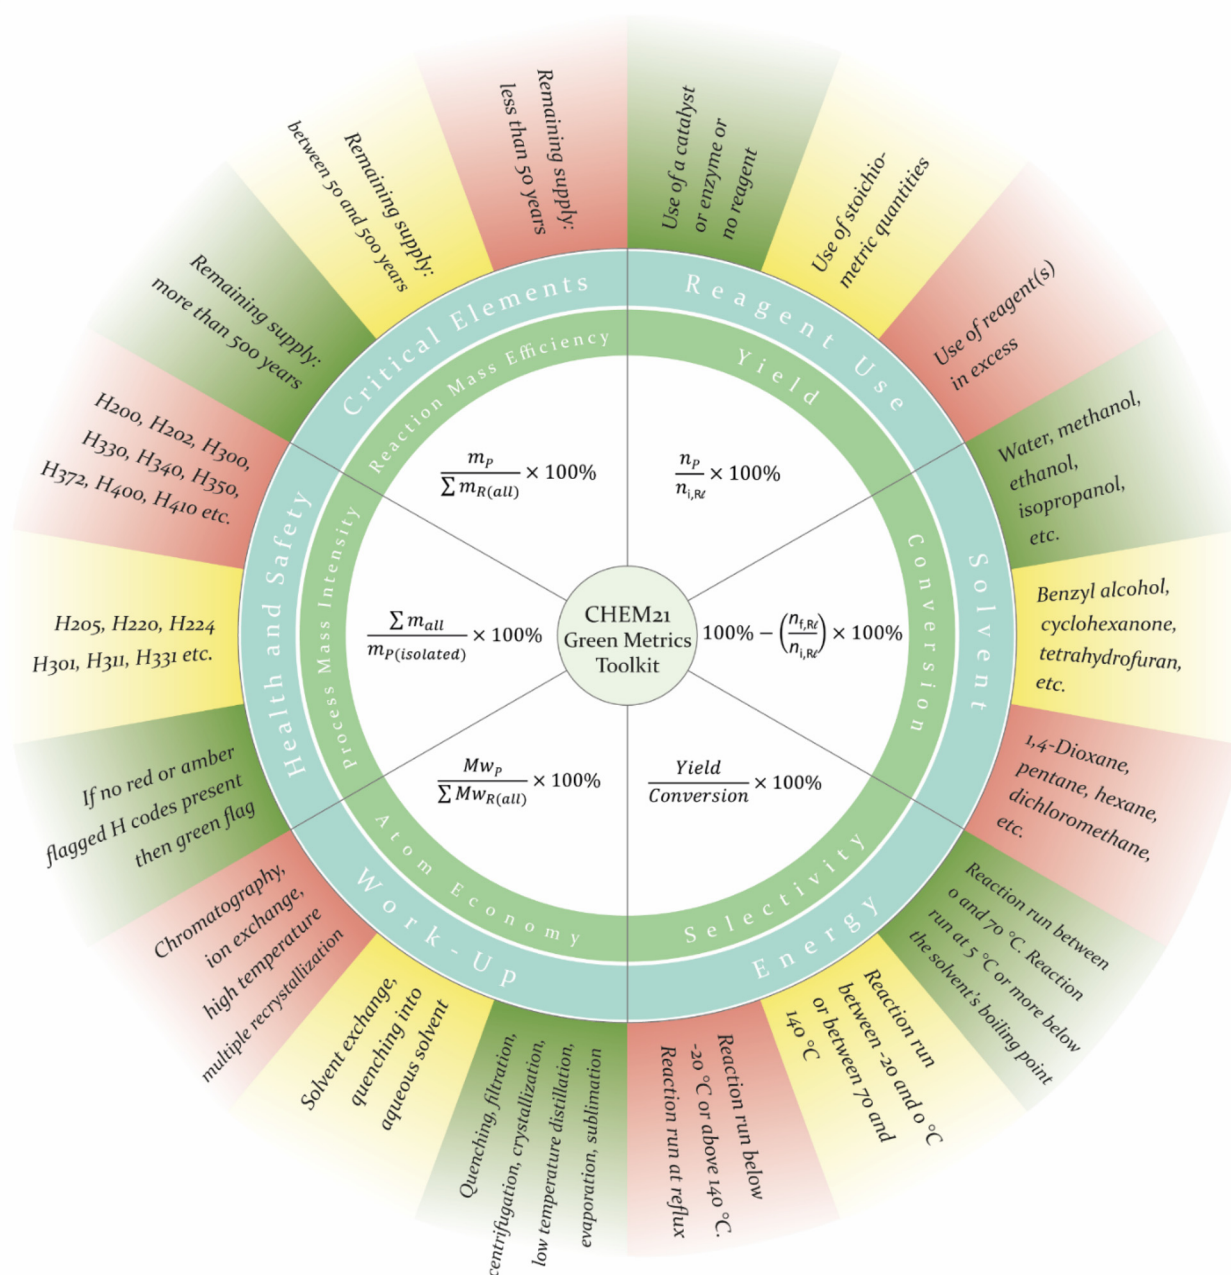 CHEM21
Green Metrics
Toolkit
Yield
n_P / n_i,Rℓ × 100%
Conversion
100% − (n_f,Rℓ / n_i,Rℓ) × 100%
Selectivity
Yield / Conversion × 100%
Atom Economy
Mw_P / ∑ Mw_R(all) × 100%
Process Mass Intensity
∑ m_all / m_P(isolated) × 100%
Reaction Mass Efficiency
m_P / ∑ m_R(all) × 100%
Reagent Use
Use of a catalyst
or enzyme or
no reagent
Use of stoichio-
metric quantities
Use of reagent(s)
in excess
Solvent
Water, methanol,
ethanol,
isopropanol,
etc.
Benzyl alcohol,
cyclohexanone,
tetrahydrofuran,
etc.
1,4-Dioxane,
pentane, hexane,
dichloromethane,
etc.
Energy
Reaction run between
0 and 70 °C. Reaction
run at 5 °C or more below
the solvent's boiling point
Reaction run
between -20 and 0 °C
or between 70 and
140 °C
Reaction run below
-20 °C or above 140 °C.
Reaction run at reflux
Work-Up
Quenching, filtration,
centrifugation, crystallization,
low temperature distillation,
evaporation, sublimation
Solvent exchange,
quenching into
aqueous solvent
Chromatography,
ion exchange,
high temperature
multiple recrystallization
Health and Safety
If no red or amber
flagged H codes present
then green flag
H205, H220, H224
H301, H311, H331 etc.
H200, H202, H300,
H330, H340, H350,
H372, H400, H410 etc.
Critical Elements
Remaining supply:
more than 500 years
Remaining supply:
between 50 and 500 years
Remaining supply:
less than 50 years